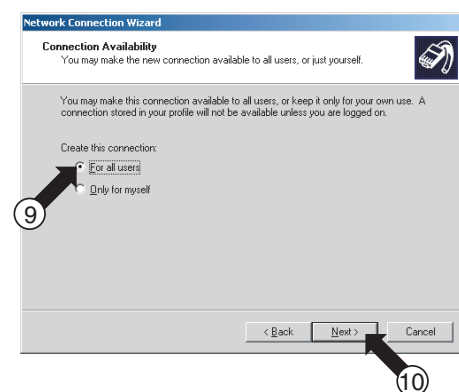 Network Connection Wizard
Connection Availability
You may make the new connection available to all users, or just yourself.
You may make this connection available to all users, or keep it only for your own use. A
connection stored in your profile will not be available unless you are logged on.
Create this connection:
For all users
Only for myself
9
< Back Next > Cancel
10